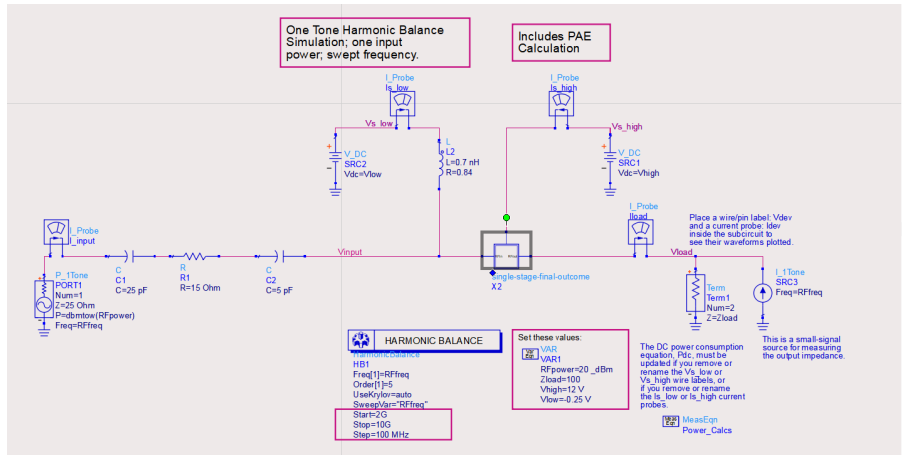 One Tone Harmonic Balance
Simulation; one input
power; swept frequency.
Includes PAE
Calculation
I_Probe
Is_low
I_Probe
Is_high
Vs_low
Vs_high
V_DC
SRC2
Vdc=Vlow
L
L2
L=0.7 nH
R=0.84
V_DC
SRC1
Vdc=Vhigh
I_Probe
I_input
I_Probe
Iload
Place a wire/pin label: Vdev
and a current probe: Idev
inside the subcircuit to
see their waveforms plotted.
Vinput
Vload
P_1Tone
PORT1
Num=1
Z=25 Ohm
P=dbmtow(RFpower)
Freq=RFfreq
C
C1
C=25 pF
R
R1
R=15 Ohm
C
C2
C=5 pF
single-stage-final-outcome
X2
Term
Term1
Num=2
Z=Zload
I_1Tone
SRC3
Freq=RFfreq
This is a small-signal
source for measuring
the output impedance.
HARMONIC BALANCE
HarmonicBalance
HB1
Freq[1]=RFfreq
Order[1]=5
UseKrylov=auto
SweepVar="RFfreq"
Start=2G
Stop=10G
Step=100 MHz
Set these values:
Var
Eqn
VAR
VAR1
RFpower=20 _dBm
Zload=100
Vhigh=12 V
Vlow=-0.25 V
The DC power consumption
equation, Pdc, must be
updated if you remove or
rename the Vs_low or
Vs_high wire labels, or
if you remove or rename
the Is_low or Is_high current
probes.
Meas
Eqn
MeasEqn
Power_Calcs